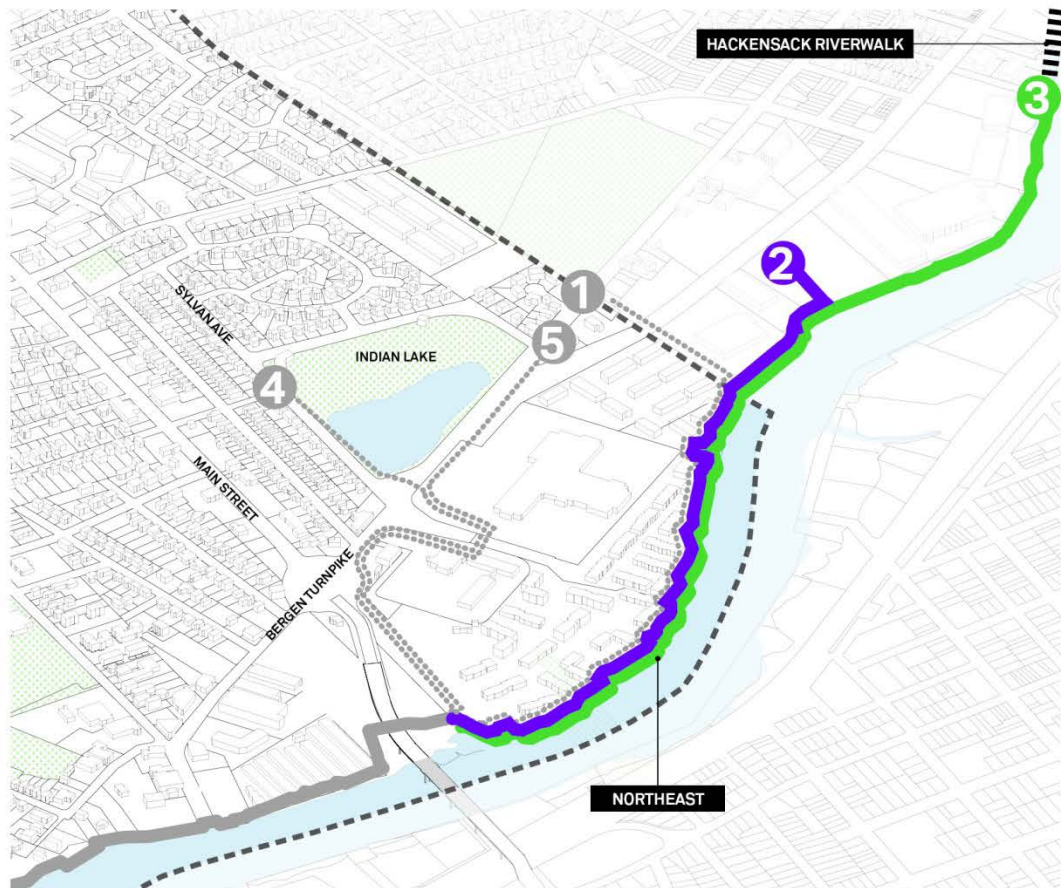 HACKENSACK RIVERWALK
3
2
1
SYLVAN AVE
INDIAN LAKE
5
4
MAIN STREET
BERGEN TURNPIKE
NORTHEAST